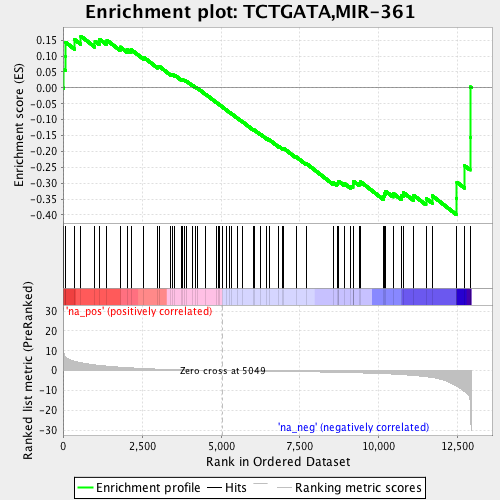 Enrichment plot: TCTGATA,MIR-361
Enrichment score (ES)
0.15
0.10
0.05
0.00
-0.05
-0.10
-0.15
-0.20
-0.25
-0.30
-0.35
-0.40
'na_pos' (positively correlated)
Ranked list metric (PreRanked)
30
20
10
0
-10
-20
-30
Zero cross at 5049
'na_neg' (negatively correlated)
0 2,500 5,000 7,500 10,000 12,500
Rank in Ordered Dataset
Enrichment profile Hits Ranking metric scores